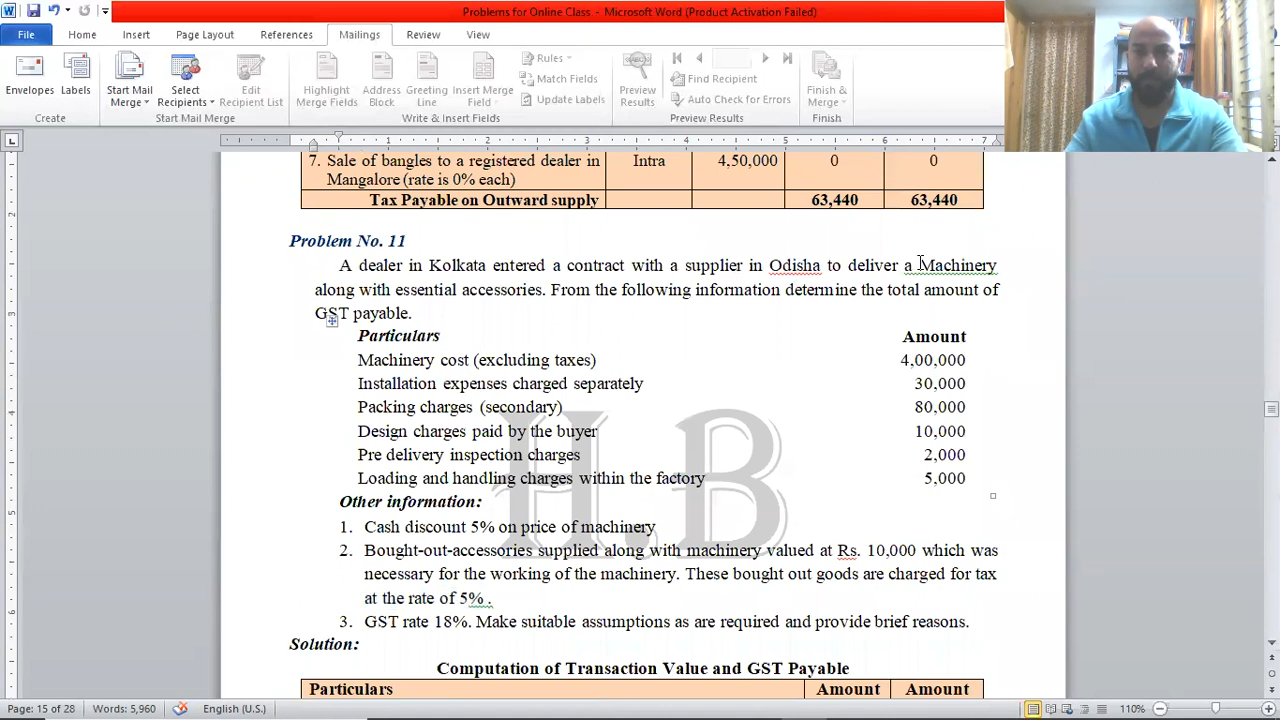 Problems for Online Class - Microsoft Word (Product Activation Failed)
File Home Insert Page Layout References Mailings Review View
Envelopes Labels
Create
Start Mail Merge Select Recipients Edit Recipient List
Start Mail Merge
Highlight Merge Fields Address Block Greeting Line Insert Merge Field
Rules
Match Fields
Update Labels
Write & Insert Fields
Preview Results
Find Recipient
Auto Check for Errors
Preview Results
Finish & Merge
Finish
1 2 3 4 5 6 7
7. Sale of bangles to a registered dealer in Intra 4,50,000 0 0
Mangalore (rate is 0% each)
Tax Payable on Outward supply 63,440 63,440
Problem No. 11
A dealer in Kolkata entered a contract with a supplier in Odisha to deliver a Machinery
along with essential accessories. From the following information determine the total amount of
GST payable.
Particulars Amount
Machinery cost (excluding taxes) 4,00,000
Installation expenses charged separately 30,000
Packing charges (secondary) 80,000
Design charges paid by the buyer 10,000
Pre delivery inspection charges 2,000
Loading and handling charges within the factory 5,000
H.B
Other information:
1. Cash discount 5% on price of machinery
2. Bought-out-accessories supplied along with machinery valued at Rs. 10,000 which was
necessary for the working of the machinery. These bought out goods are charged for tax
at the rate of 5% .
3. GST rate 18%. Make suitable assumptions as are required and provide brief reasons.
Solution:
Computation of Transaction Value and GST Payable
Particulars Amount Amount
Page: 15 of 28 Words: 5,960 English (U.S.) 110%